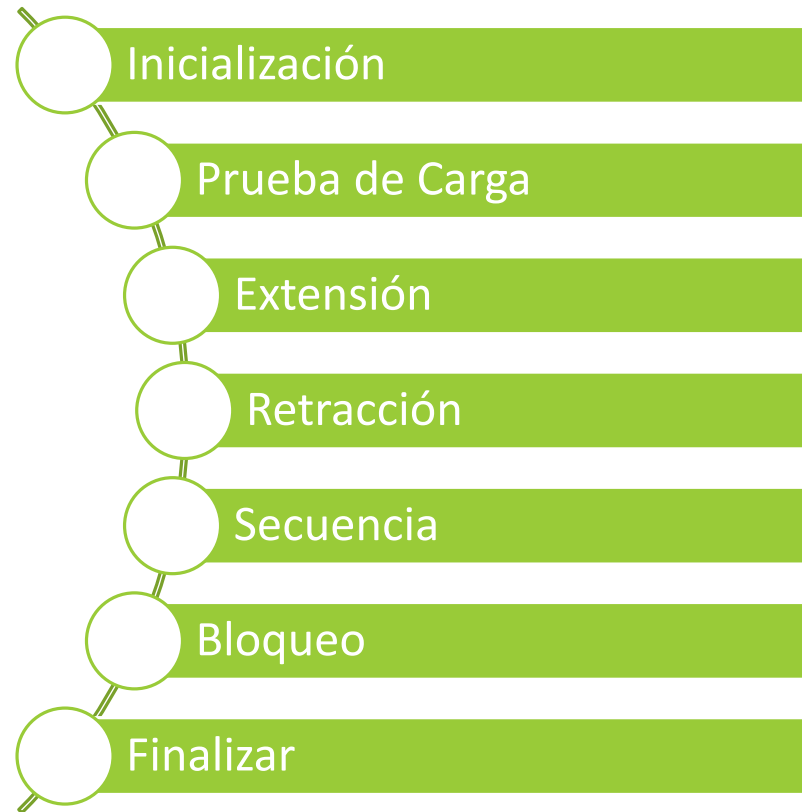 Inicialización
Prueba de Carga
Extensión
Retracción
Secuencia
Bloqueo
Finalizar